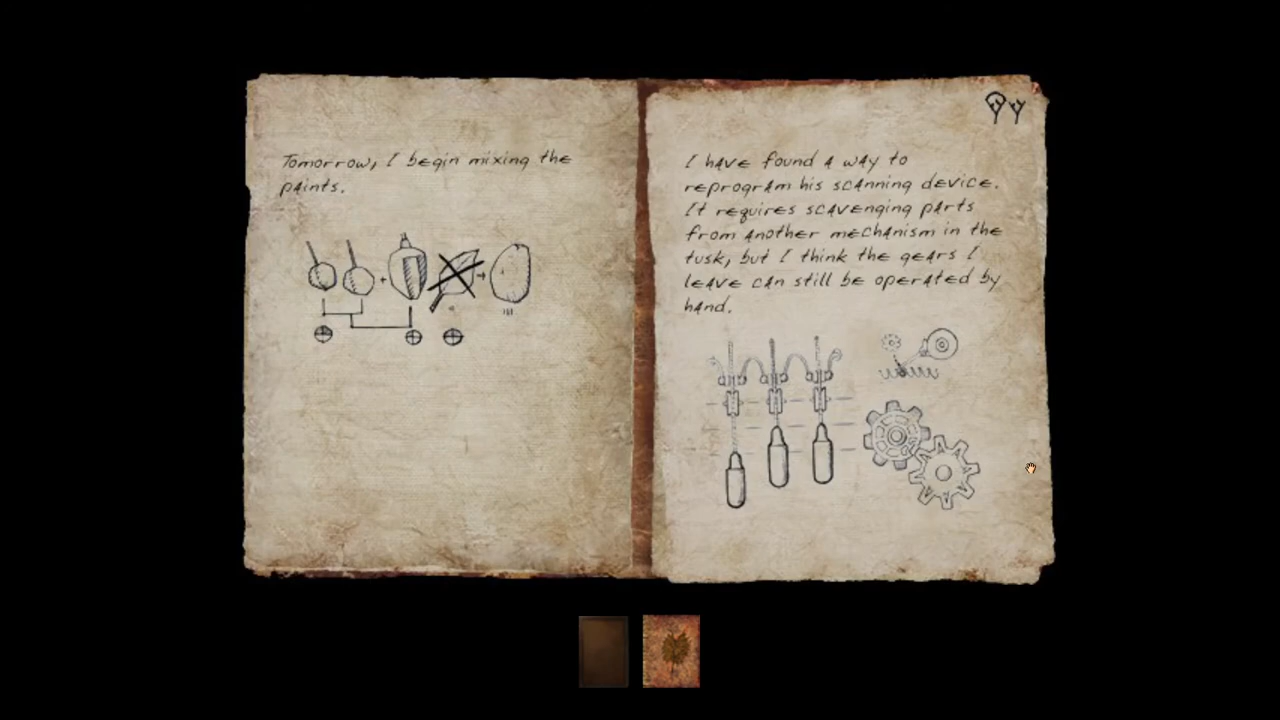 Tomorrow, I begin mixing the
paints.
I have found a way to
reprogram his scanning device.
It requires scavenging parts
from another mechanism in the
tusk, but I think the gears I
leave can still be operated by
hand.